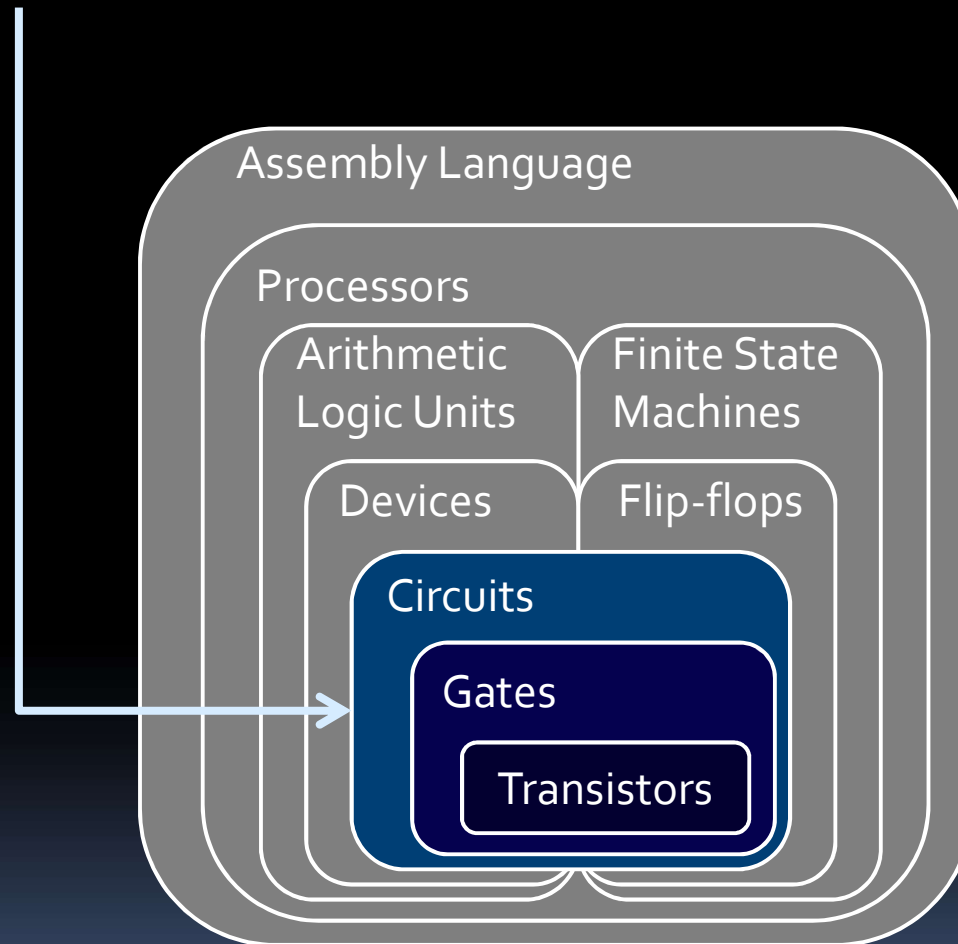 Assembly Language
Processors
Arithmetic
Logic Units
Finite State
Machines
Devices
Flip-flops
Circuits
Gates
Transistors